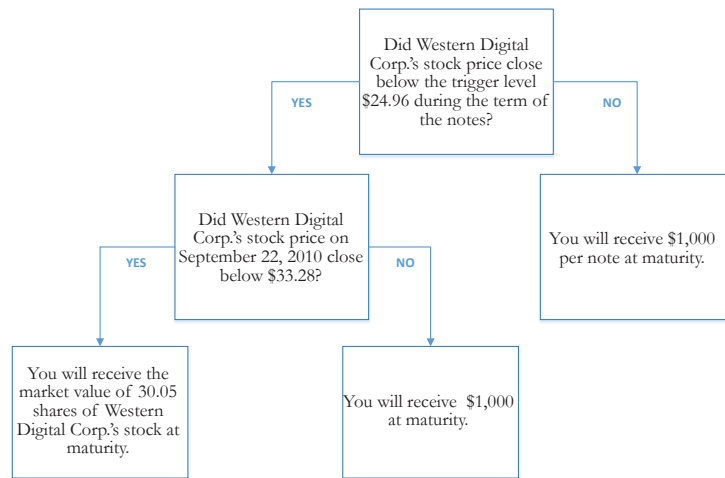 Did Western Digital
Corp.'s stock price close
below the trigger level
$24.96 during the term of
the notes?
YES
NO
Did Western Digital
Corp.'s stock price on
September 22, 2010 close
below $33.28?
You will receive $1,000
per note at maturity.
YES
NO
You will receive the
market value of 30.05
shares of Western
Digital Corp.'s stock at
maturity.
You will receive $1,000
at maturity.